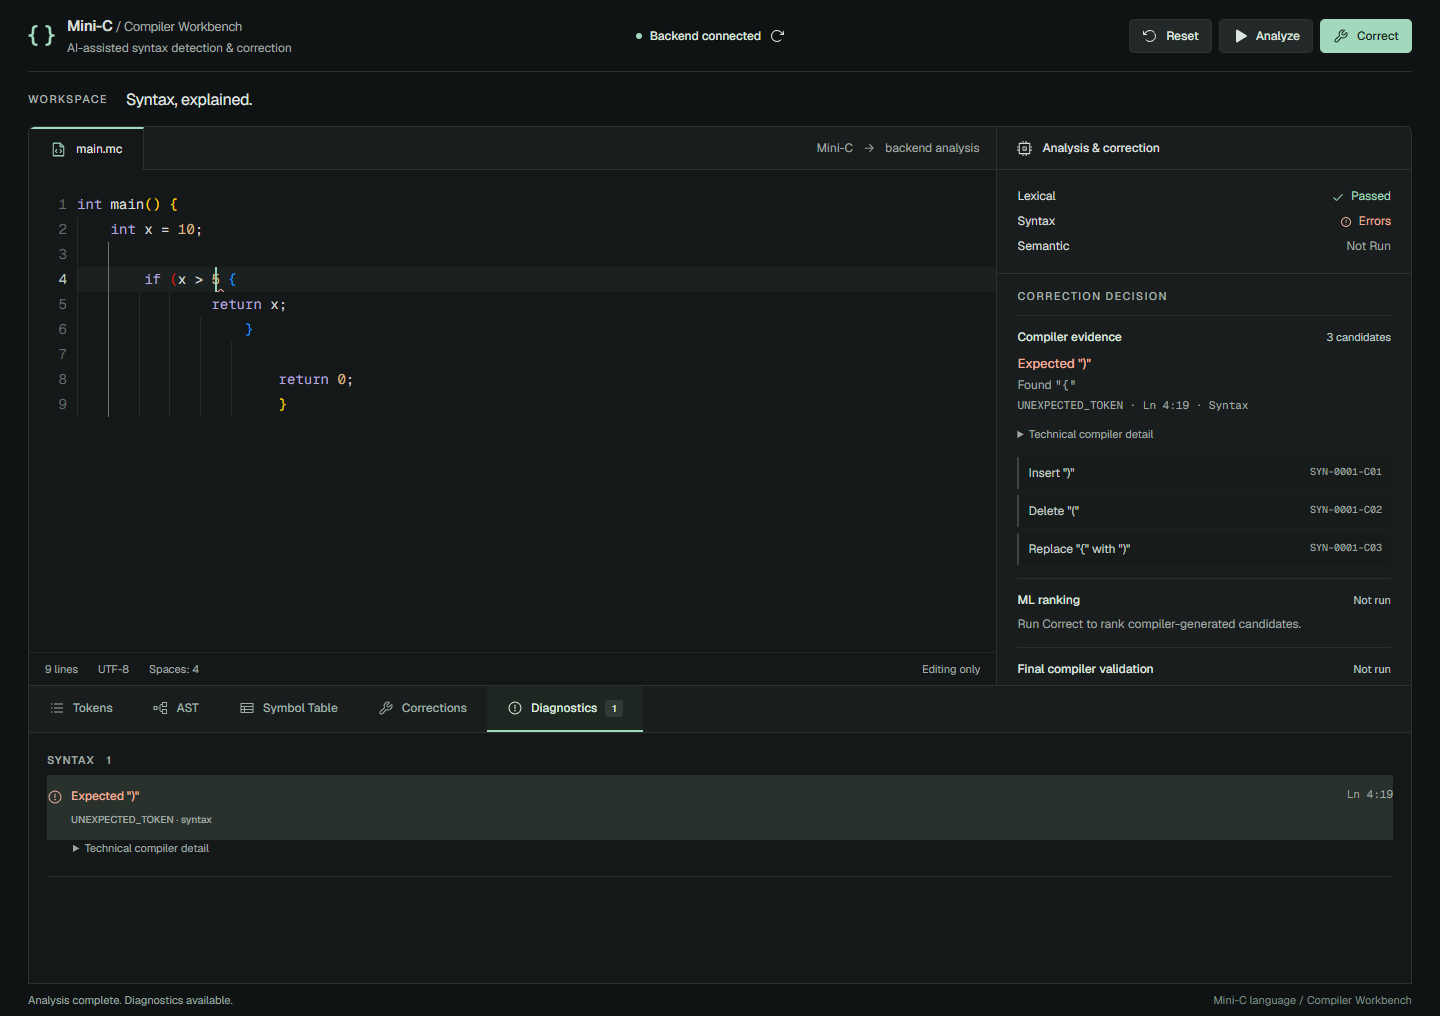 { } Mini-C / Compiler Workbench
AI-assisted syntax detection & correction
Backend connected
Reset
Analyze
Correct
WORKSPACE Syntax, explained.
main.mc
Mini-C → backend analysis
1 int main() {
2 int x = 10;
3
4 if (x > 5 {
5 return x;
6 }
7
8 return 0;
9 }
9 lines UTF-8 Spaces: 4 Editing only
Analysis & correction
Lexical Passed
Syntax Errors
Semantic Not Run
CORRECTION DECISION
Compiler evidence 3 candidates
Expected ")"
Found "{"
UNEXPECTED_TOKEN · Ln 4:19 · Syntax
Technical compiler detail
Insert ")" SYN-0001-C01
Delete "(" SYN-0001-C02
Replace "{" with ")" SYN-0001-C03
ML ranking Not run
Run Correct to rank compiler-generated candidates.
Final compiler validation Not run
Tokens AST Symbol Table Corrections Diagnostics 1
SYNTAX 1
Expected ")" Ln 4:19
UNEXPECTED_TOKEN · syntax
Technical compiler detail
Analysis complete. Diagnostics available.
Mini-C language / Compiler Workbench